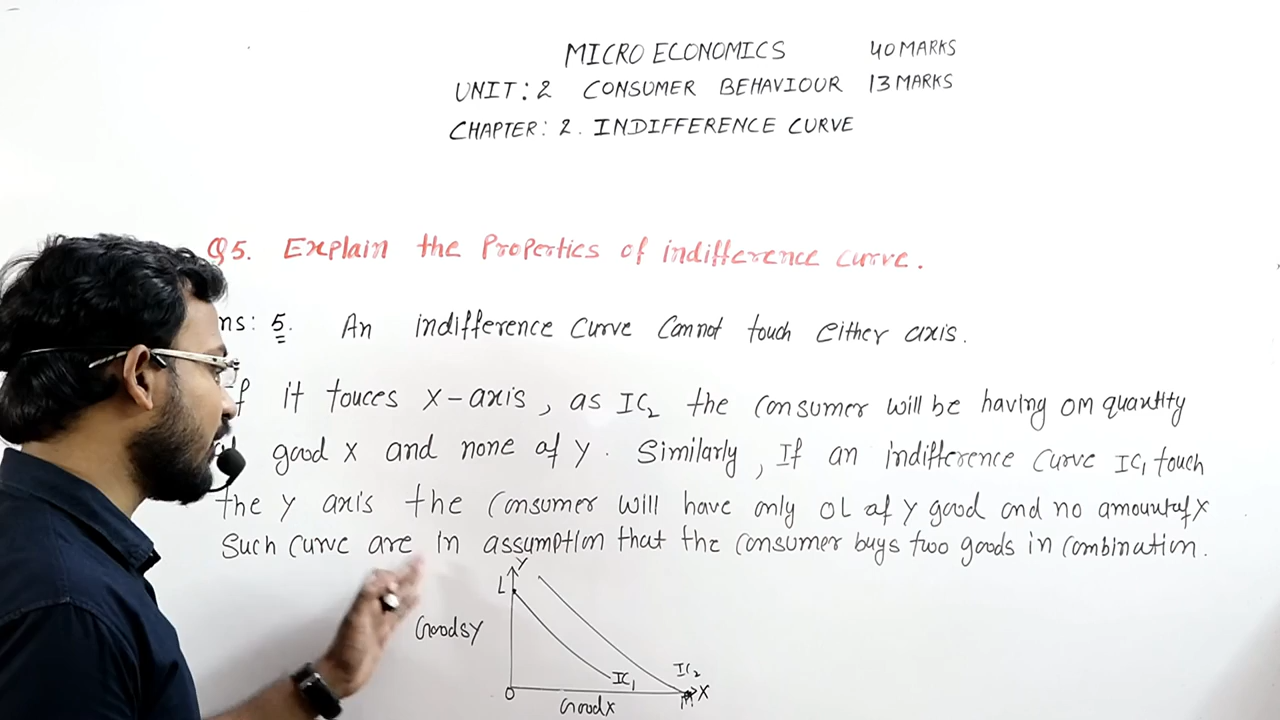 MICRO ECONOMICS 40 MARKS
UNIT: 2 CONSUMER BEHAVIOUR 13 MARKS
CHAPTER: 2. INDIFFERENCE CURVE
Q5. Explain the Properties of indifference curve.
ns: 5. An indifference curve cannot touch either axis.
f it touces X-axis, as IC2 the consumer will be having OM quantity
good X and none of Y. Similarly, If an indifference curve IC1 touch
the Y axis the consumer will have only OL of Y good and no amount of X
Such curve are in assumption that the consumer buys two goods in combination.
Y
L
Goods Y
IC1
IC2
O
M
X
Good X